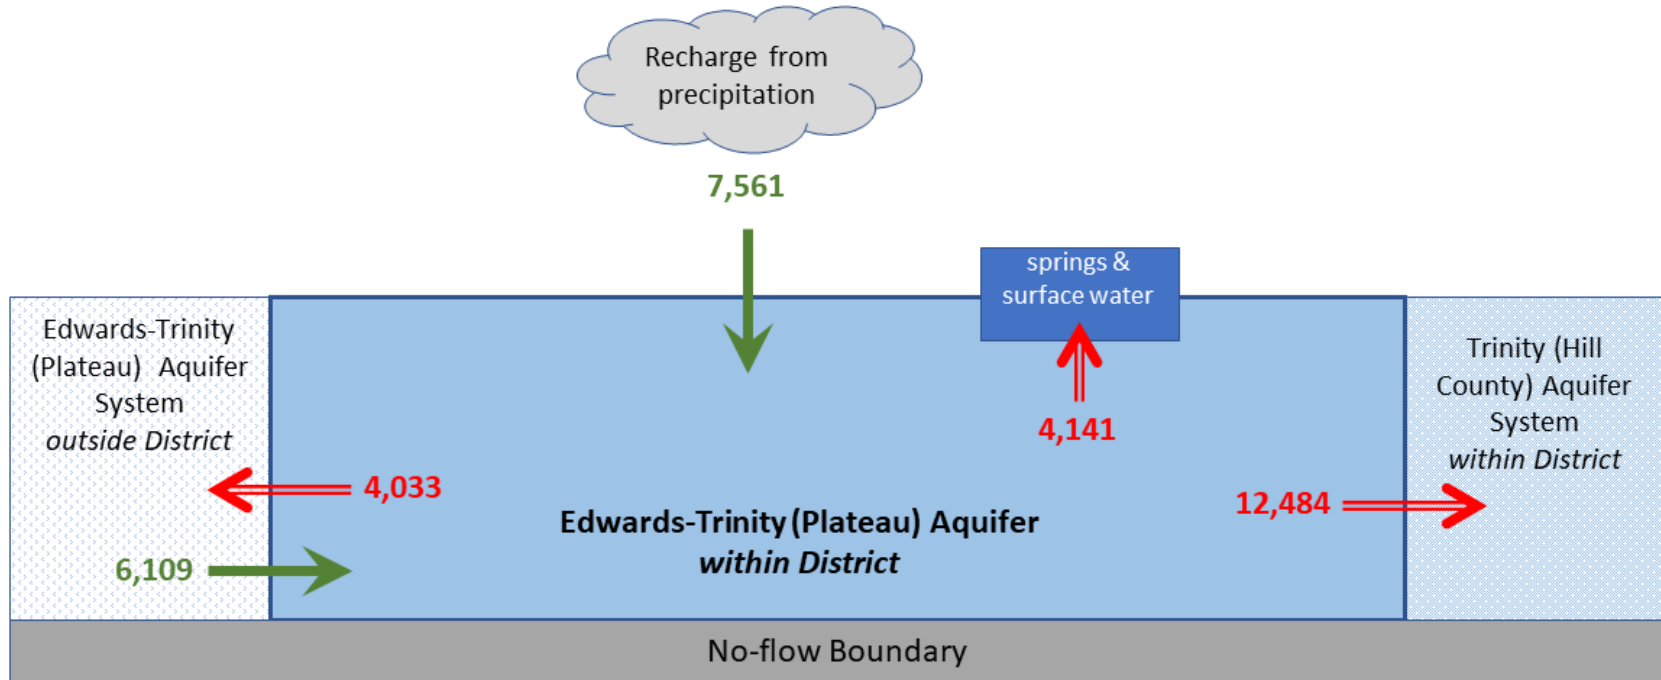 Recharge from
precipitation
7,561
springs &
surface water
4,141
Edwards-Trinity
(Plateau) Aquifer
System
outside District
4,033
6,109
Edwards-Trinity (Plateau) Aquifer
within District
12,484
Trinity (Hill
County) Aquifer
System
within District
No-flow Boundary